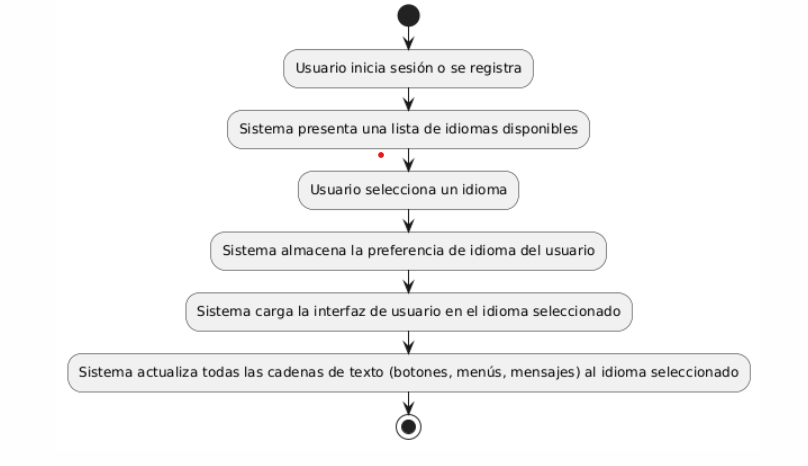 Usuario inicia sesión o se registra
Sistema presenta una lista de idiomas disponibles
Usuario selecciona un idioma
Sistema almacena la preferencia de idioma del usuario
Sistema carga la interfaz de usuario en el idioma seleccionado
Sistema actualiza todas las cadenas de texto (botones, menús, mensajes) al idioma seleccionado